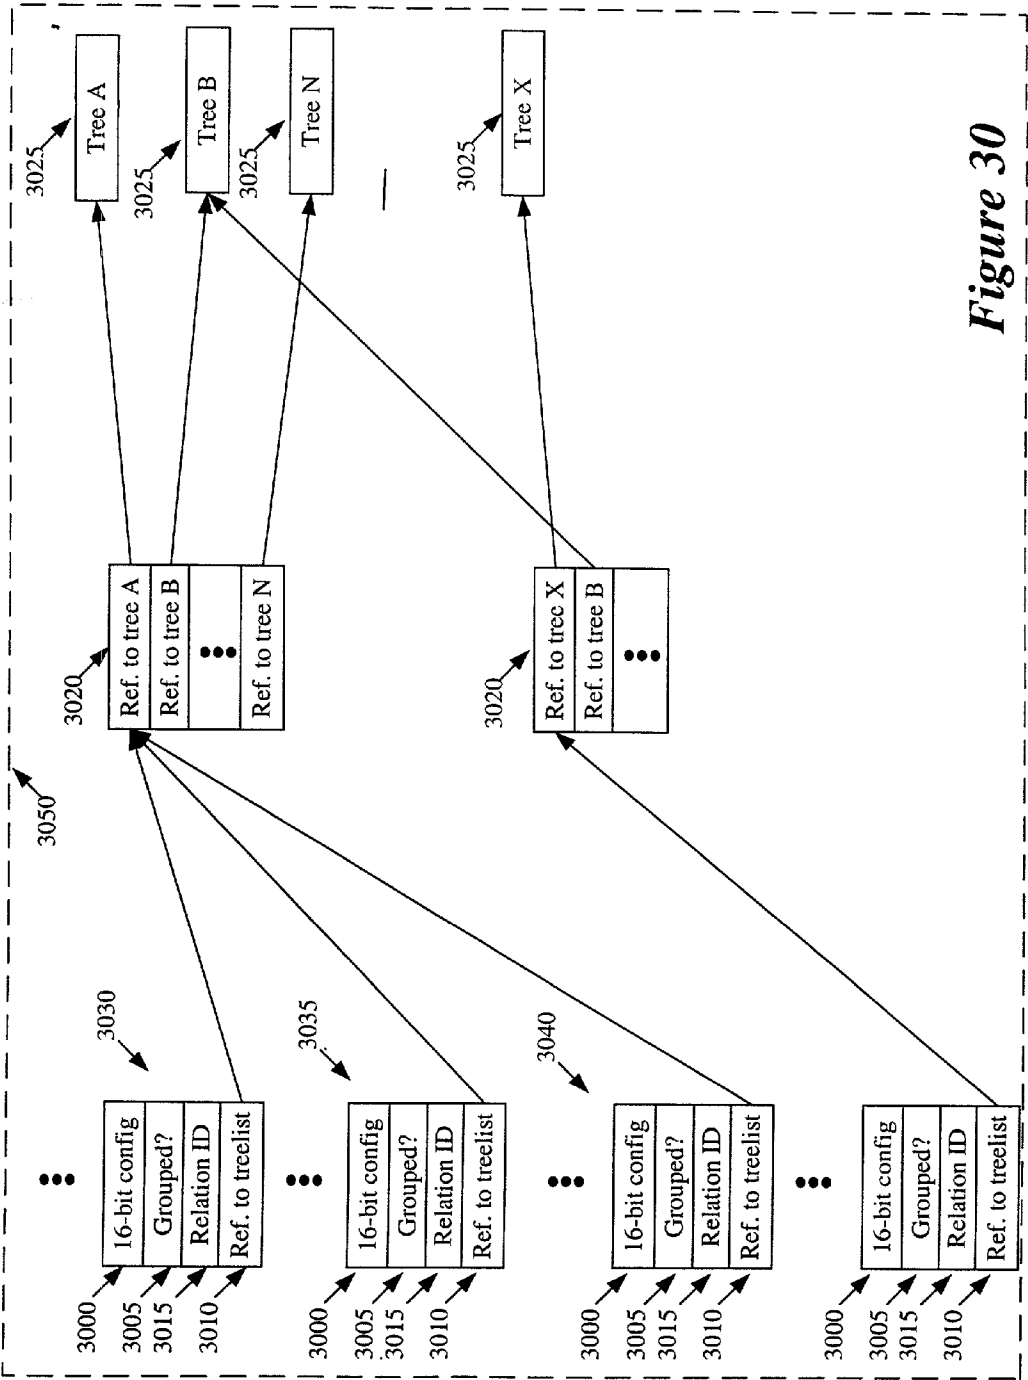 3050
3000
3005
3015
3010
16-bit config
Grouped?
Relation ID
Ref. to treelist
3030
3020
Ref. to tree A
Ref. to tree B
Ref. to tree N
3025
Tree A
3025
Tree B
3025
Tree N
3000
3005
3015
3010
16-bit config
Grouped?
Relation ID
Ref. to treelist
3035
3000
3005
3015
3010
16-bit config
Grouped?
Relation ID
Ref. to treelist
3040
3020
Ref. to tree X
Ref. to tree B
3025
Tree X
3000
3005
3015
3010
16-bit config
Grouped?
Relation ID
Ref. to treelist
Figure 30